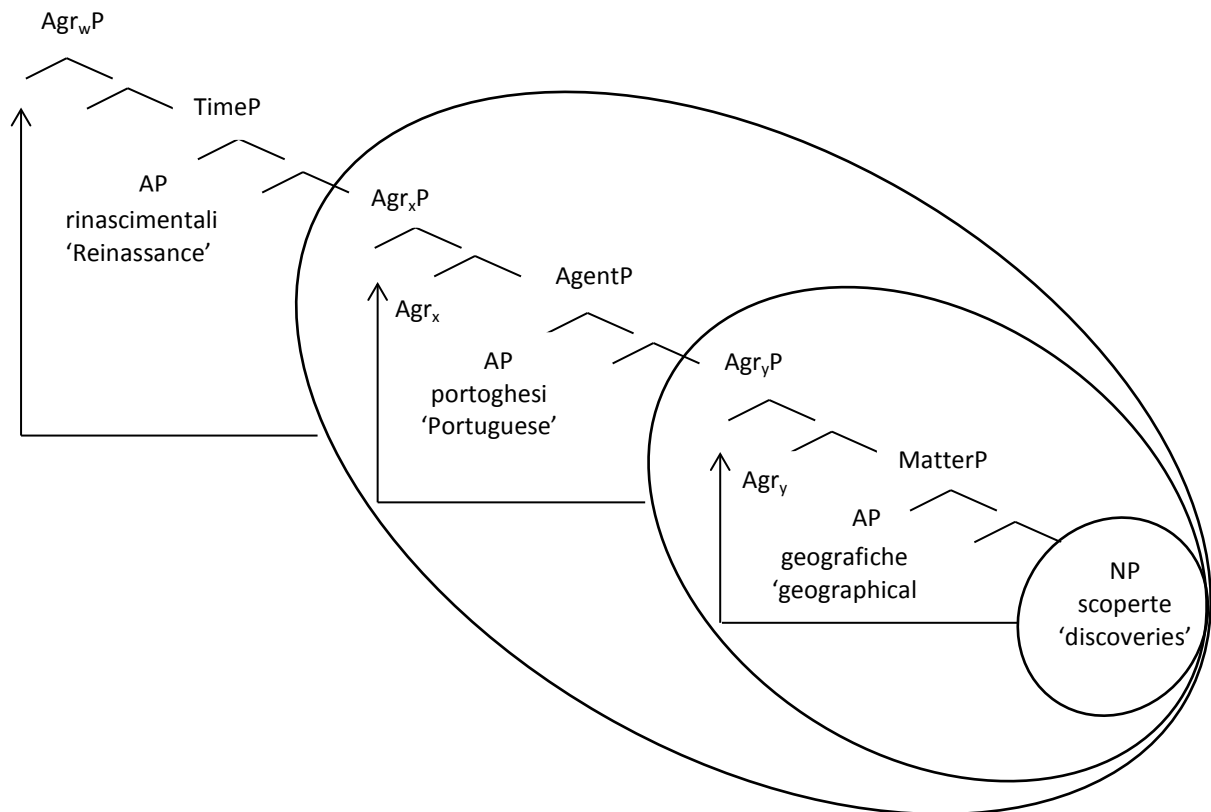 AgrwP
TimeP
AP
rinascimentali
‘Reinassance’
AgrxP
Agrx
AgentP
AP
portoghesi
‘Portuguese’
AgryP
Agry
MatterP
AP
geografiche
‘geographical
NP
scoperte
‘discoveries’